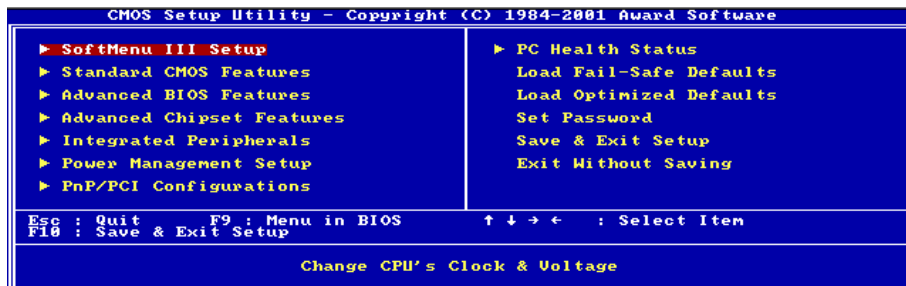 CMOS Setup Utility - Copyright (C) 1984-2001 Award Software
SoftMenu III Setup
Standard CMOS Features
Advanced BIOS Features
Advanced Chipset Features
Integrated Peripherals
Power Management Setup
PnP/PCI Configurations
PC Health Status
Load Fail-Safe Defaults
Load Optimized Defaults
Set Password
Save & Exit Setup
Exit Without Saving
Esc : Quit F9 : Menu in BIOS ↑ ↓ → ← : Select Item
F10 : Save & Exit Setup
Change CPU's Clock & Voltage